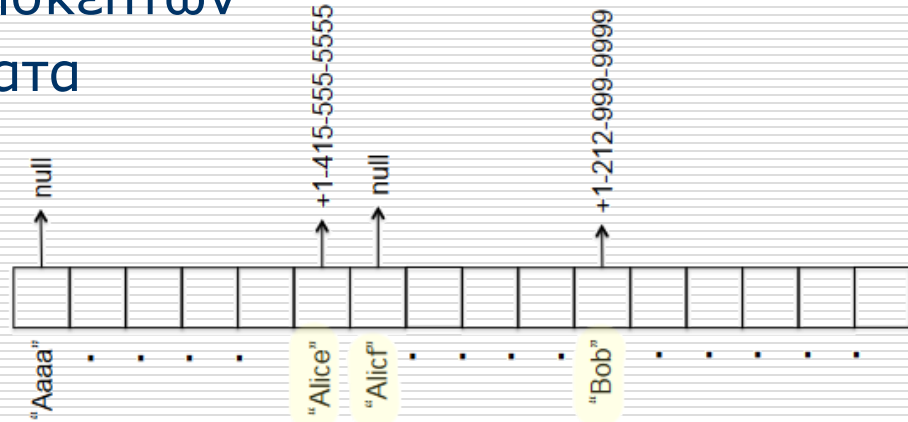 ατα
null
+1-415-555-5555
null
+1-212-999-9999
“Aaaa”
. . . .
“Alice”
“Alicf”
. . . .
“Bob”
. . . . .